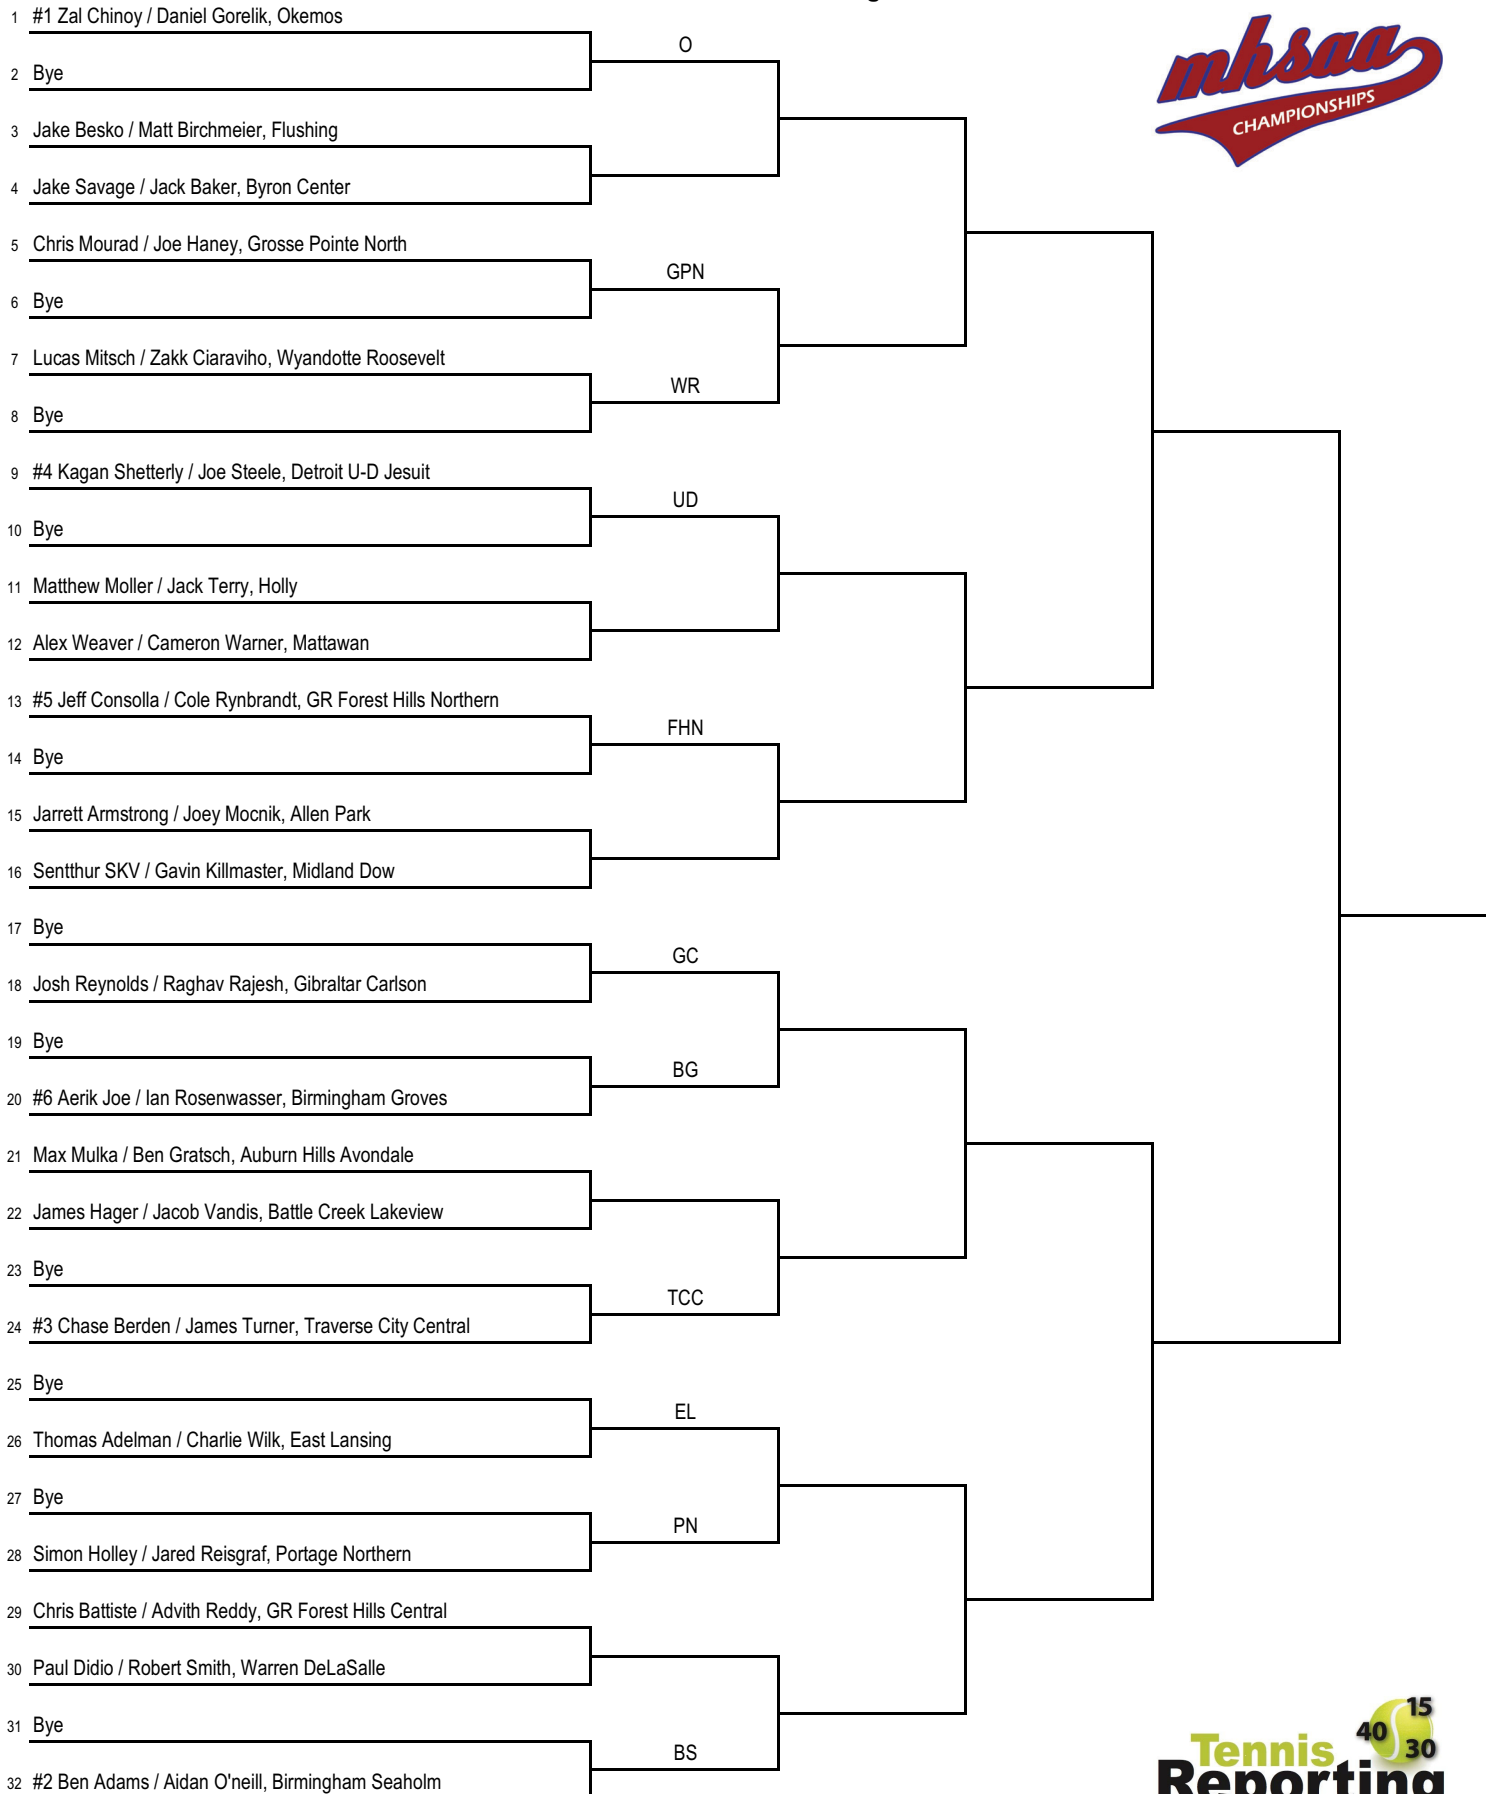 1 #1 Zal Chinoy / Daniel Gorelik, Okemos
O
2 Bye
3 Jake Besko / Matt Birchmeier, Flushing
4 Jake Savage / Jack Baker, Byron Center
5 Chris Mourad / Joe Haney, Grosse Pointe North
GPN
6 Bye
7 Lucas Mitsch / Zakk Ciaraviho, Wyandotte Roosevelt
WR
8 Bye
9 #4 Kagan Shetterly / Joe Steele, Detroit U-D Jesuit
UD
10 Bye
11 Matthew Moller / Jack Terry, Holly
12 Alex Weaver / Cameron Warner, Mattawan
13 #5 Jeff Consolla / Cole Rynbrandt, GR Forest Hills Northern
FHN
14 Bye
15 Jarrett Armstrong / Joey Mocnik, Allen Park
16 Sentthur SKV / Gavin Killmaster, Midland Dow
17 Bye
GC
18 Josh Reynolds / Raghav Rajesh, Gibraltar Carlson
19 Bye
BG
20 #6 Aerik Joe / Ian Rosenwasser, Birmingham Groves
21 Max Mulka / Ben Gratsch, Auburn Hills Avondale
22 James Hager / Jacob Vandis, Battle Creek Lakeview
23 Bye
TCC
24 #3 Chase Berden / James Turner, Traverse City Central
25 Bye
EL
26 Thomas Adelman / Charlie Wilk, East Lansing
27 Bye
PN
28 Simon Holley / Jared Reisgraf, Portage Northern
29 Chris Battiste / Advith Reddy, GR Forest Hills Central
30 Paul Didio / Robert Smith, Warren DeLaSalle
31 Bye
BS
32 #2 Ben Adams / Aidan O'neill, Birmingham Seaholm
mhsaa
CHAMPIONSHIPS
15
40
30
Tennis
Reporting